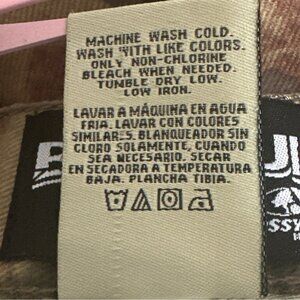 MACHINE WASH COLD.
WASH WITH LIKE COLORS.
ONLY NON-CHLORINE
BLEACH WHEN NEEDED.
TUMBLE DRY LOW.
LOW IRON.
LAVAR A MÁQUINA EN AGUA
FRIA. LAVAR CON COLORES
SIMILARES. BLANQUEADOR SIN
CLORO SOLAMENTE, CUANDO
SEA NECESARIO. SECAR
EN SECADORA A TEMPERATURA
BAJA. PLANCHA TIBIA.